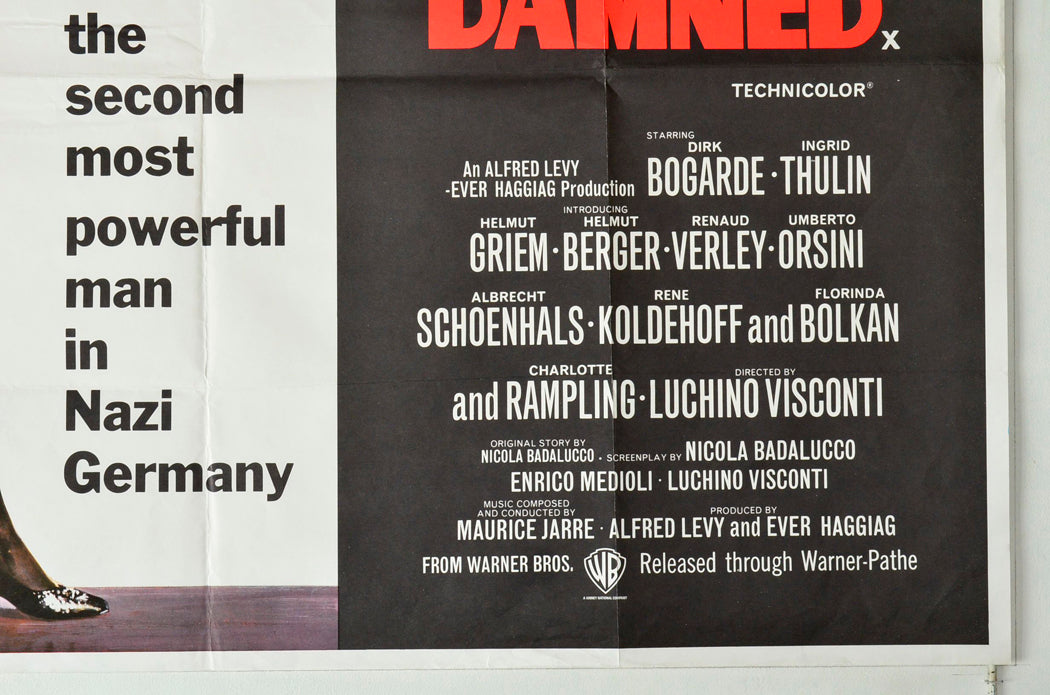 the
second
most
powerful
man
in
Nazi
Germany
DAMNED x
TECHNICOLOR®
STARRING
DIRK INGRID
An ALFRED LEVY
-EVER HAGGIAG Production BOGARDE · THULIN
INTRODUCING
HELMUT HELMUT RENAUD UMBERTO
GRIEM · BERGER · VERLEY · ORSINI
ALBRECHT RENE FLORINDA
SCHOENHALS · KOLDEHOFF and BOLKAN
CHARLOTTE DIRECTED BY
and RAMPLING · LUCHINO VISCONTI
ORIGINAL STORY BY
NICOLA BADALUCCO · SCREENPLAY BY NICOLA BADALUCCO
ENRICO MEDIOLI · LUCHINO VISCONTI
MUSIC COMPOSED
AND CONDUCTED BY PRODUCED BY
MAURICE JARRE · ALFRED LEVY and EVER HAGGIAG
FROM WARNER BROS. WB Released through Warner-Pathe
A KINNEY NATIONAL COMPANY